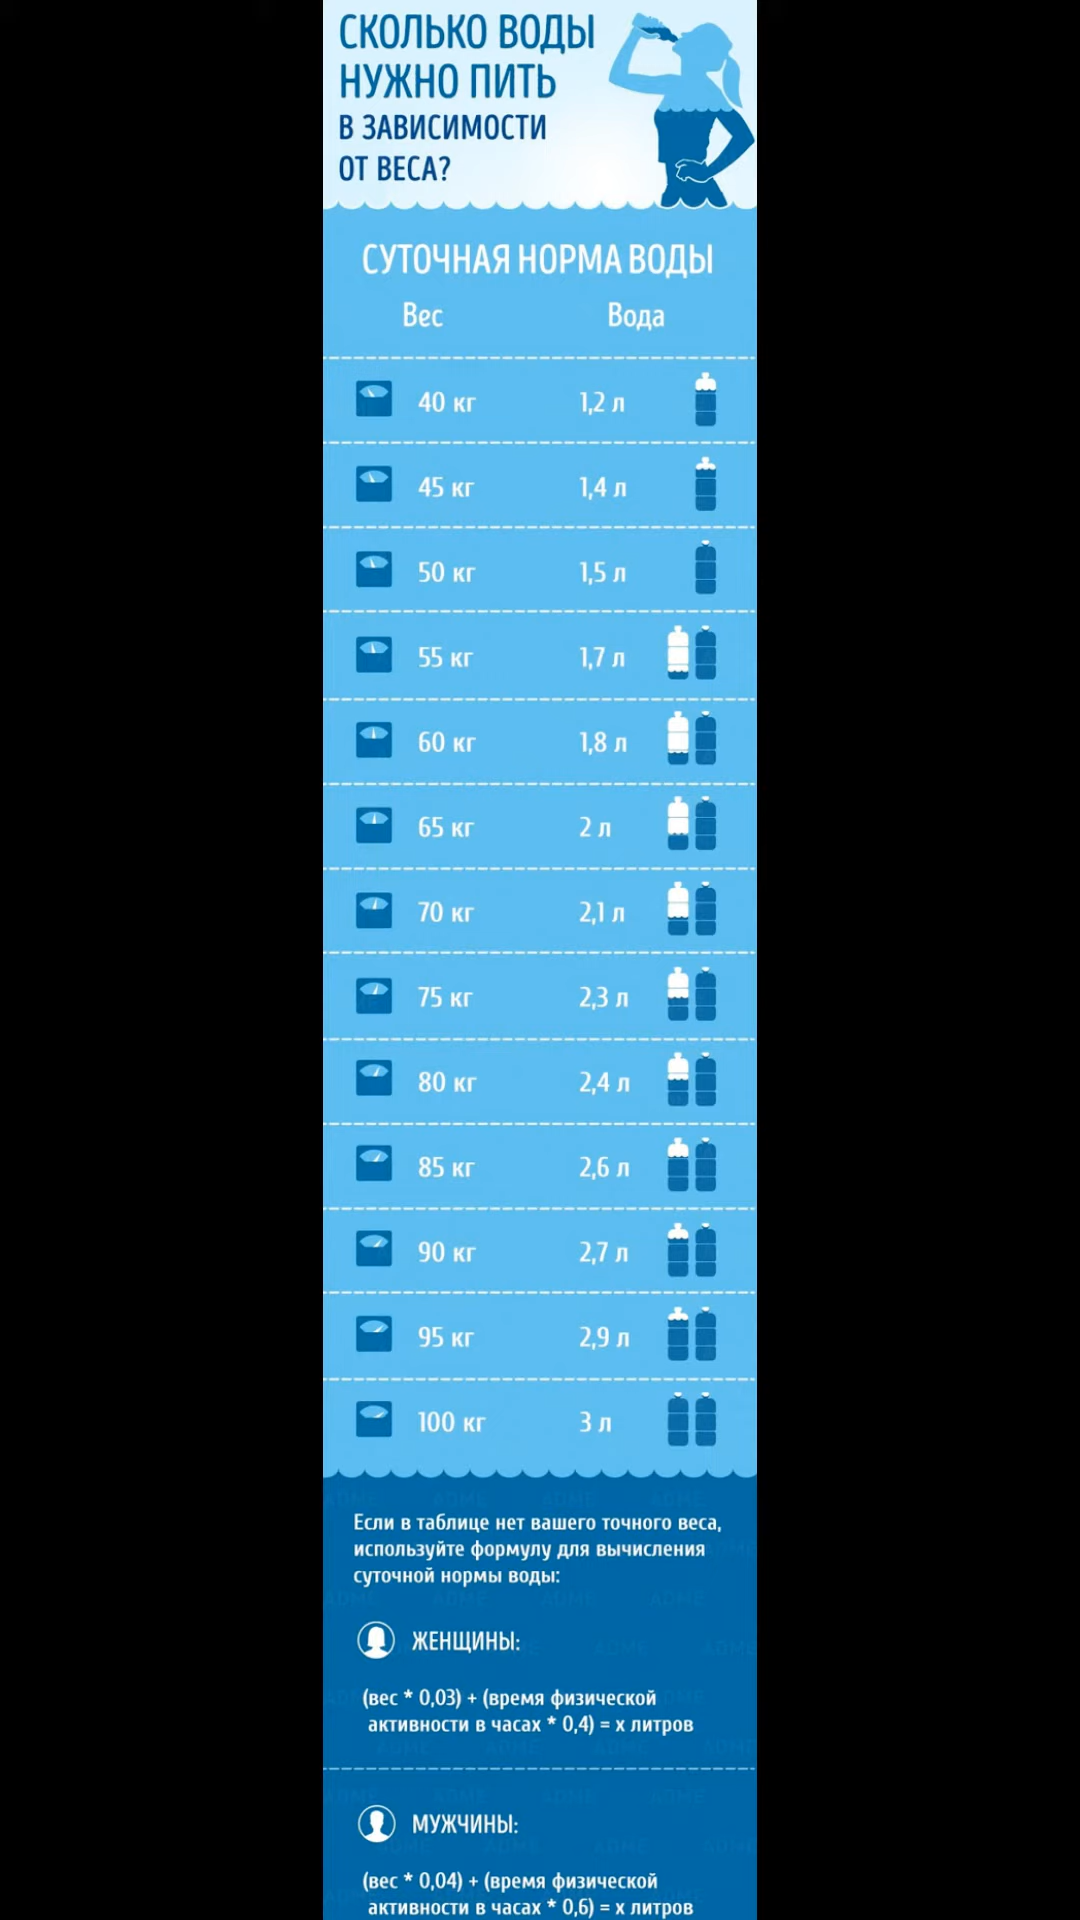 СКОЛЬКО ВОДЫ
НУЖНО ПИТЬ
В ЗАВИСИМОСТИ
ОТ ВЕСА?
СУТОЧНАЯ НОРМА ВОДЫ
Вес Вода
40 кг 1,2 л
45 кг 1,4 л
50 кг 1,5 л
55 кг 1,7 л
60 кг 1,8 л
65 кг 2 л
70 кг 2,1 л
75 кг 2,3 л
80 кг 2,4 л
85 кг 2,6 л
90 кг 2,7 л
95 кг 2,9 л
100 кг 3 л
Если в таблице нет вашего точного веса,
используйте формулу для вычисления
суточной нормы воды:
ЖЕНЩИНЫ:
(вес * 0,03) + (время физической
активности в часах * 0,4) = х литров
МУЖЧИНЫ:
(вес * 0,04) + (время физической
активности в часах * 0,6) = х литров